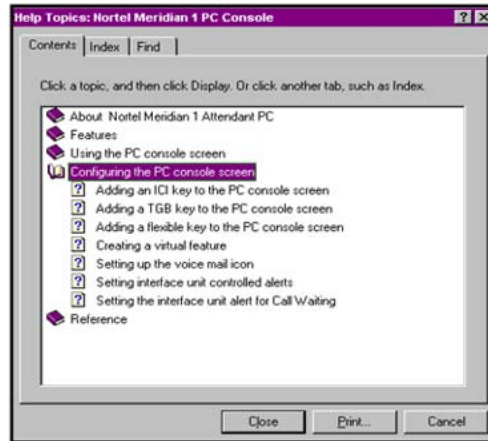 Help Topics: Nortel Meridian 1 PC Console
Contents Index Find
Click a topic, and then click Display. Or click another tab, such as Index.
About Nortel Meridian 1 Attendant PC
Features
Using the PC console screen
Configuring the PC console screen
Adding an ICI key to the PC console screen
Adding a TGB key to the PC console screen
Adding a flexible key to the PC console screen
Creating a virtual feature
Setting up the voice mail icon
Setting interface unit controlled alerts
Setting the interface unit alert for Call Waiting
Reference
Close Print... Cancel